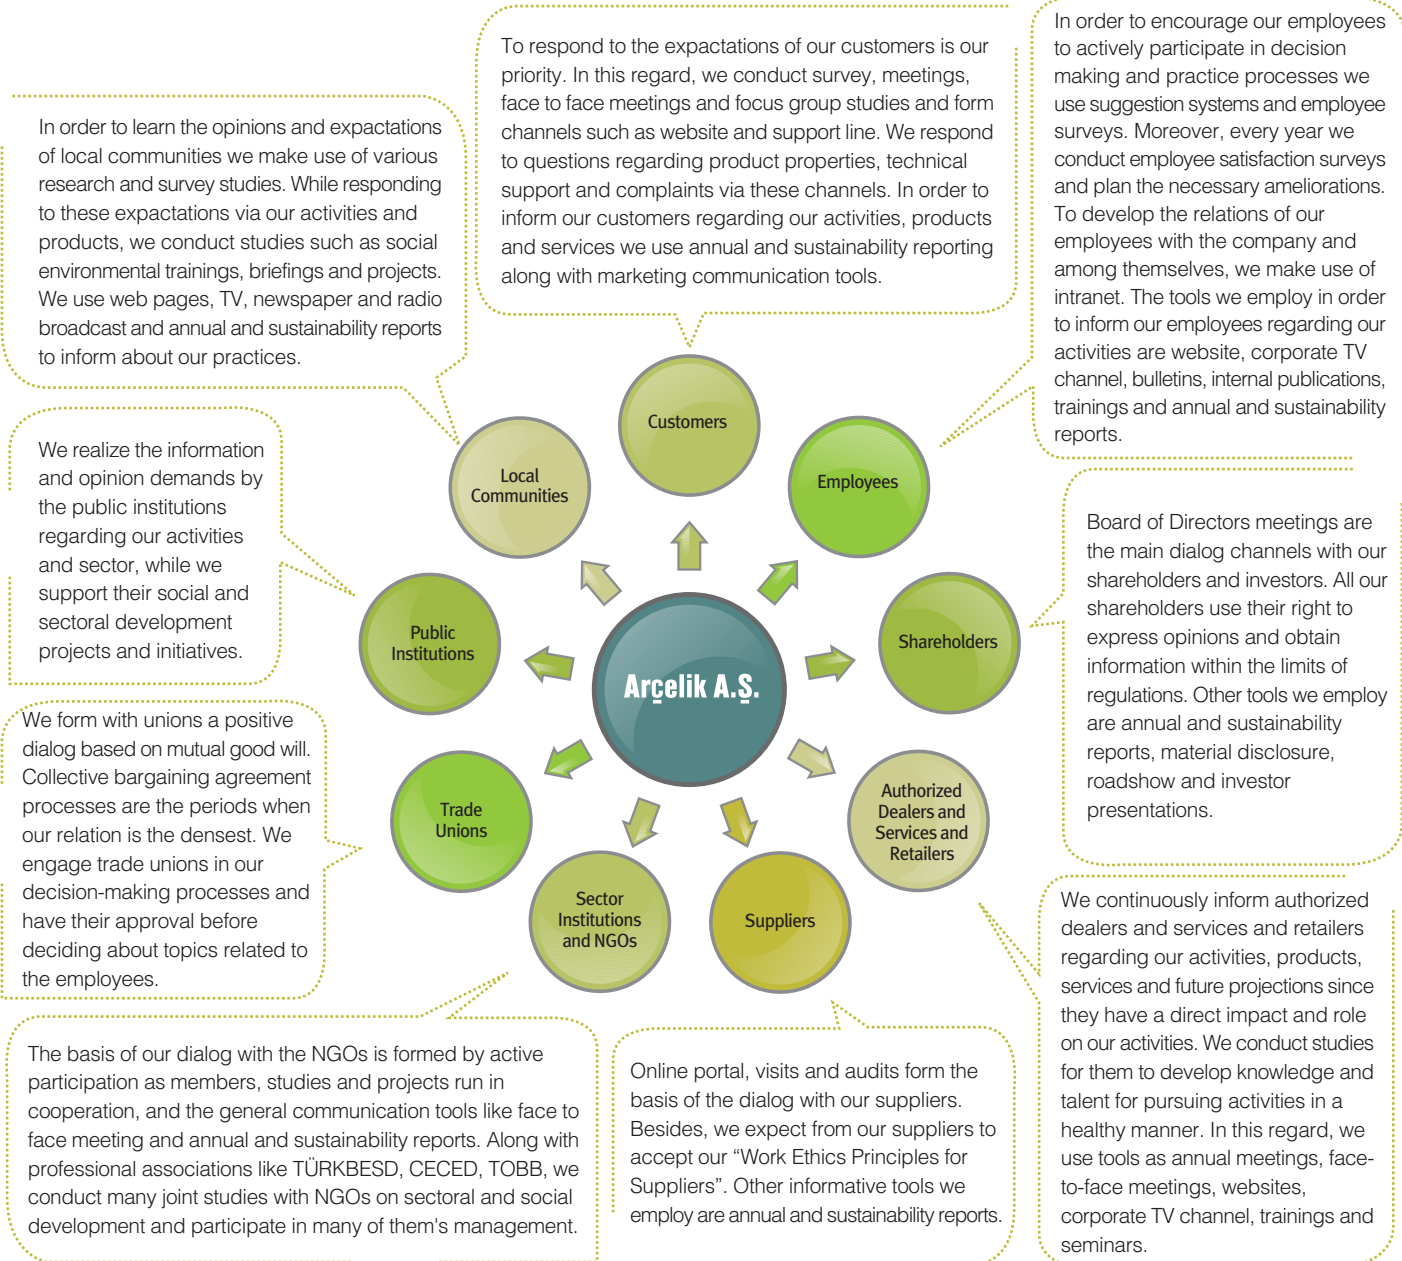 To respond to the expactations of our customers is our
priority. In this regard, we conduct survey, meetings,
face to face meetings and focus group studies and form
channels such as website and support line. We respond
to questions regarding product properties, technical
support and complaints via these channels. In order to
inform our customers regarding our activities, products
and services we use annual and sustainability reporting
along with marketing communication tools.
In order to encourage our employees
to actively participate in decision
making and practice processes we
use suggestion systems and employee
surveys. Moreover, every year we
conduct employee satisfaction surveys
and plan the necessary ameliorations.
To develop the relations of our
employees with the company and
among themselves, we make use of
intranet. The tools we employ in order
to inform our employees regarding our
activities are website, corporate TV
channel, bulletins, internal publications,
trainings and annual and sustainability
reports.
In order to learn the opinions and expactations
of local communities we make use of various
research and survey studies. While responding
to these expactations via our activities and
products, we conduct studies such as social
environmental trainings, briefings and projects.
We use web pages, TV, newspaper and radio
broadcast and annual and sustainability reports
to inform about our practices.
We realize the information
and opinion demands by
the public institutions
regarding our activities
and sector, while we
support their social and
sectoral development
projects and initiatives.
Customers
Local
Communities
Employees
Public
Institutions
Shareholders
Arçelik A.Ş.
Trade
Unions
Authorized
Dealers and
Services and
Retailers
Sector
Institutions
and NGOs
Suppliers
Board of Directors meetings are
the main dialog channels with our
shareholders and investors. All our
shareholders use their right to
express opinions and obtain
information within the limits of
regulations. Other tools we employ
are annual and sustainability
reports, material disclosure,
roadshow and investor
presentations.
We form with unions a positive
dialog based on mutual good will.
Collective bargaining agreement
processes are the periods when
our relation is the densest. We
engage trade unions in our
decision-making processes and
have their approval before
deciding about topics related to
the employees.
We continuously inform authorized
dealers and services and retailers
regarding our activities, products,
services and future projections since
they have a direct impact and role
on our activities. We conduct studies
for them to develop knowledge and
talent for pursuing activities in a
healthy manner. In this regard, we
use tools as annual meetings, face-
to-face meetings, websites,
corporate TV channel, trainings and
seminars.
The basis of our dialog with the NGOs is formed by active
participation as members, studies and projects run in
cooperation, and the general communication tools like face to
face meeting and annual and sustainability reports. Along with
professional associations like TÜRKBESD, CECED, TOBB, we
conduct many joint studies with NGOs on sectoral and social
development and participate in many of them's management.
Online portal, visits and audits form the
basis of the dialog with our suppliers.
Besides, we expect from our suppliers to
accept our “Work Ethics Principles for
Suppliers”. Other informative tools we
employ are annual and sustainability reports.